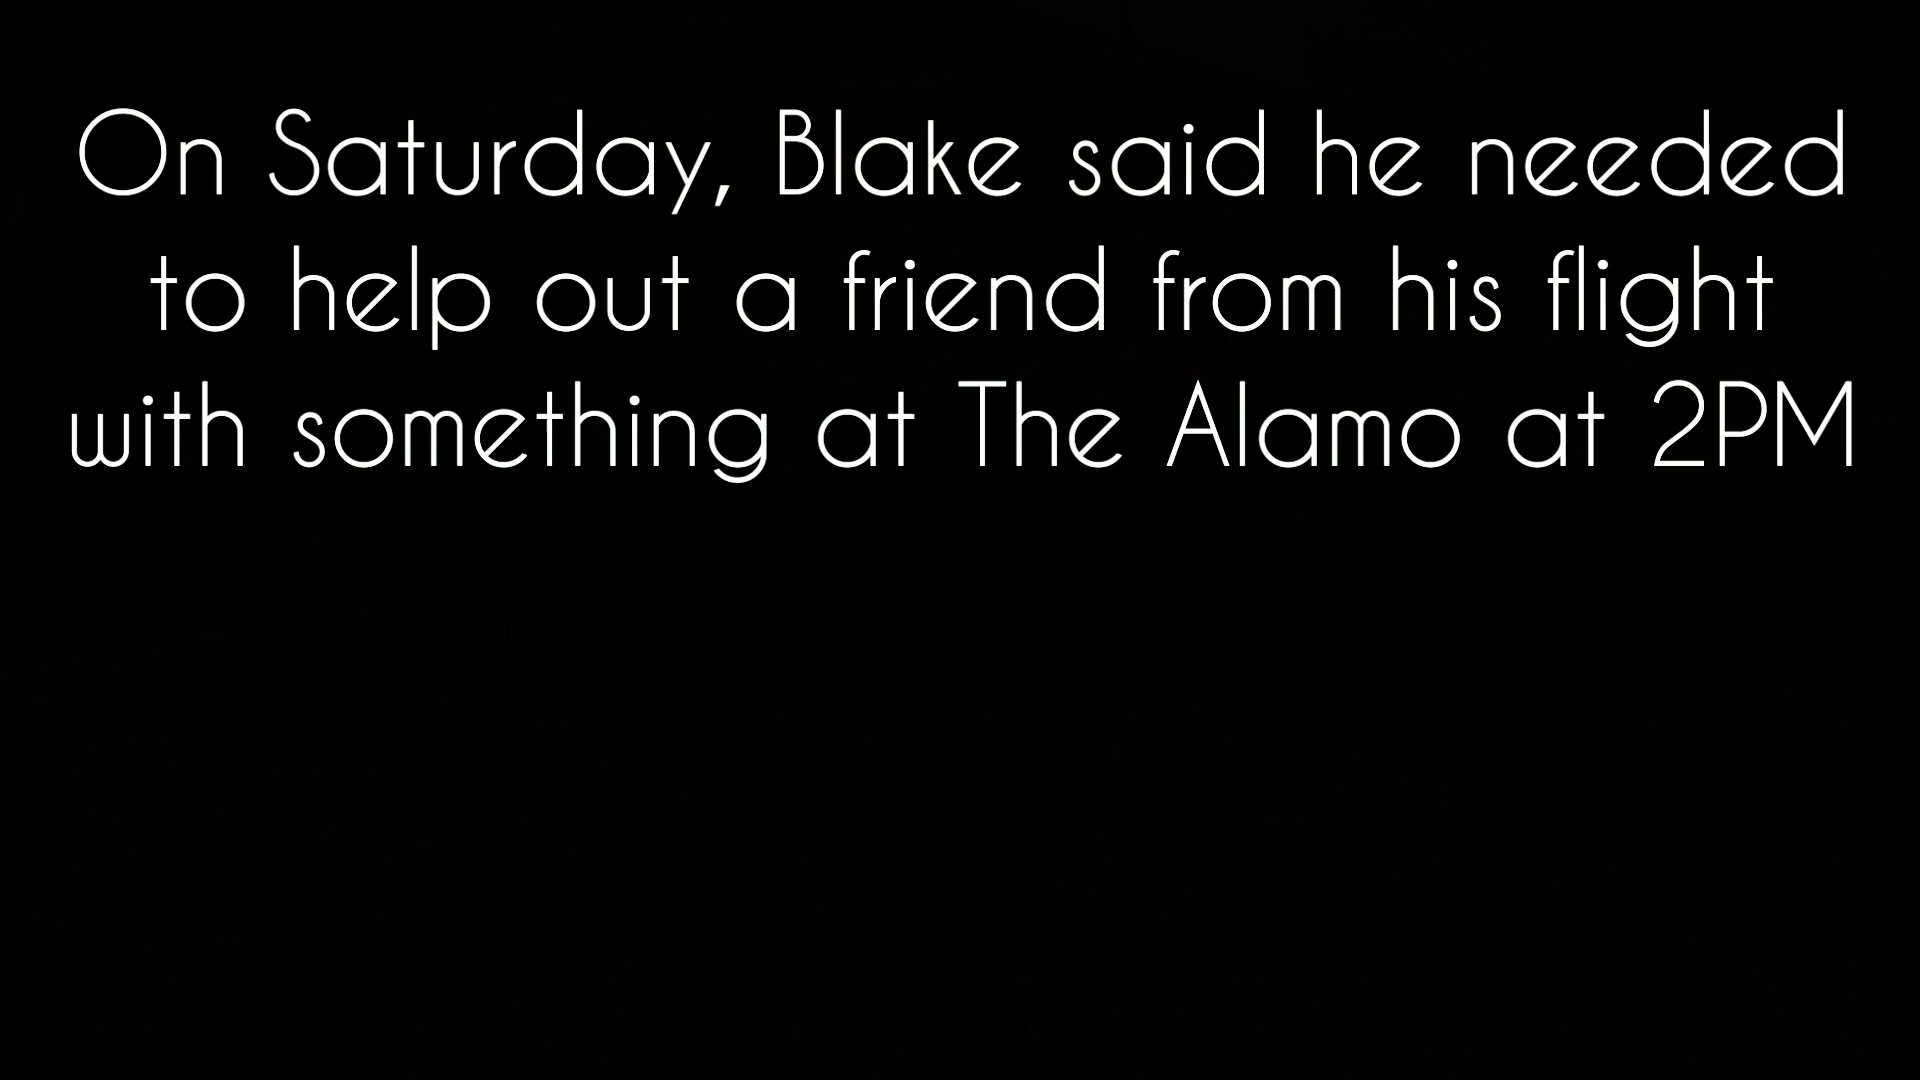 On Saturday, Blake said he needed
to help out a friend from his flight
with something at The Alamo at 2PM